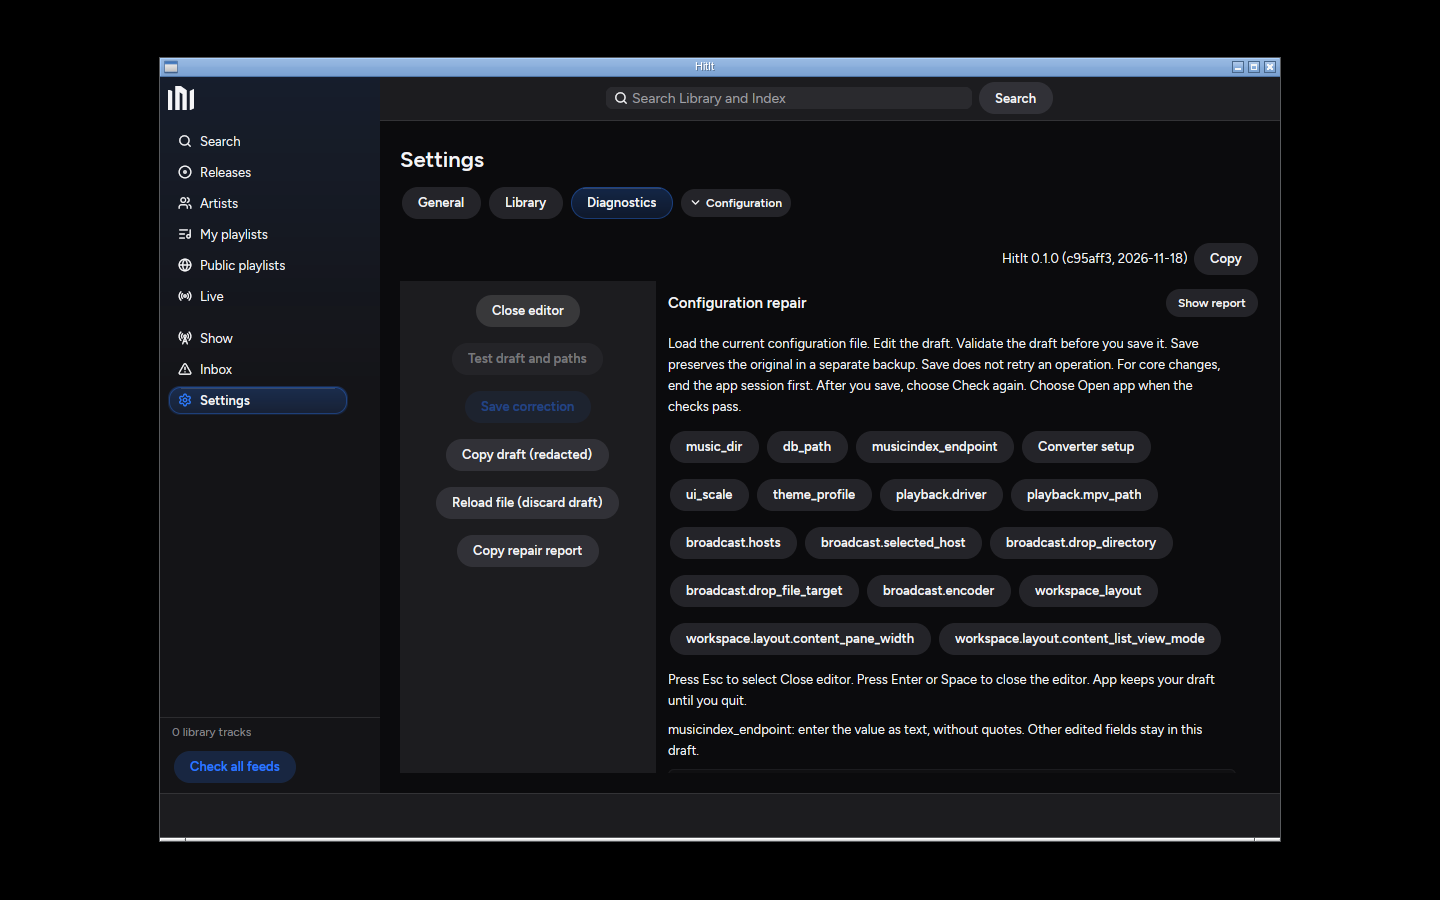 HitIt
Search Library and Index
Search
Search
Releases
Artists
My playlists
Public playlists
Live
Show
Inbox
Settings
0 library tracks
Check all feeds
Settings
General
Library
Diagnostics
Configuration
HitIt 0.1.0 (c95aff3, 2026-11-18)
Copy
Close editor
Test draft and paths
Save correction
Copy draft (redacted)
Reload file (discard draft)
Copy repair report
Configuration repair
Show report
Load the current configuration file. Edit the draft. Validate the draft before you save it. Save
preserves the original in a separate backup. Save does not retry an operation. For core changes,
end the app session first. After you save, choose Check again. Choose Open app when the
checks pass.
music_dir
db_path
musicindex_endpoint
Converter setup
ui_scale
theme_profile
playback.driver
playback.mpv_path
broadcast.hosts
broadcast.selected_host
broadcast.drop_directory
broadcast.drop_file_target
broadcast.encoder
workspace_layout
workspace.layout.content_pane_width
workspace.layout.content_list_view_mode
Press Esc to select Close editor. Press Enter or Space to close the editor. App keeps your draft
until you quit.
musicindex_endpoint: enter the value as text, without quotes. Other edited fields stay in this
draft.